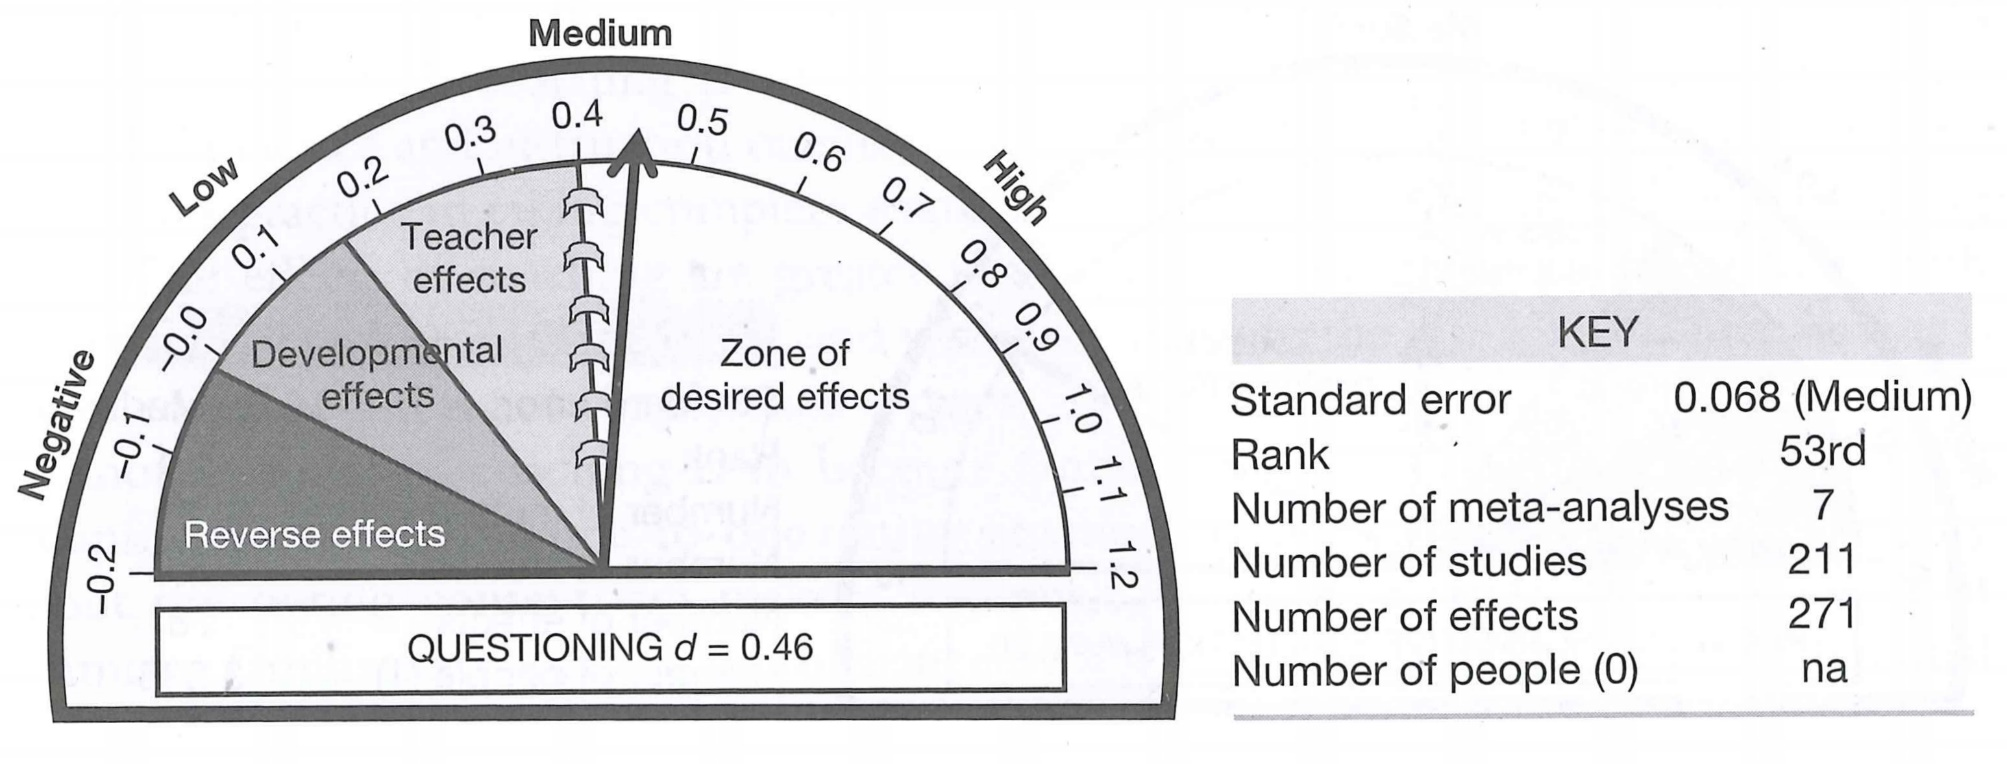 Medium
Low
High
Negative
−0.2
−0.1
−0.0
0.1
0.2
0.3
0.4
0.5
0.6
0.7
0.8
0.9
1.0
1.1
1.2
Teacher
effects
Developmental
effects
Reverse effects
Zone of
desired effects
QUESTIONING d = 0.46
KEY
Standard error 0.068 (Medium)
Rank 53rd
Number of meta-analyses 7
Number of studies 211
Number of effects 271
Number of people (0) na